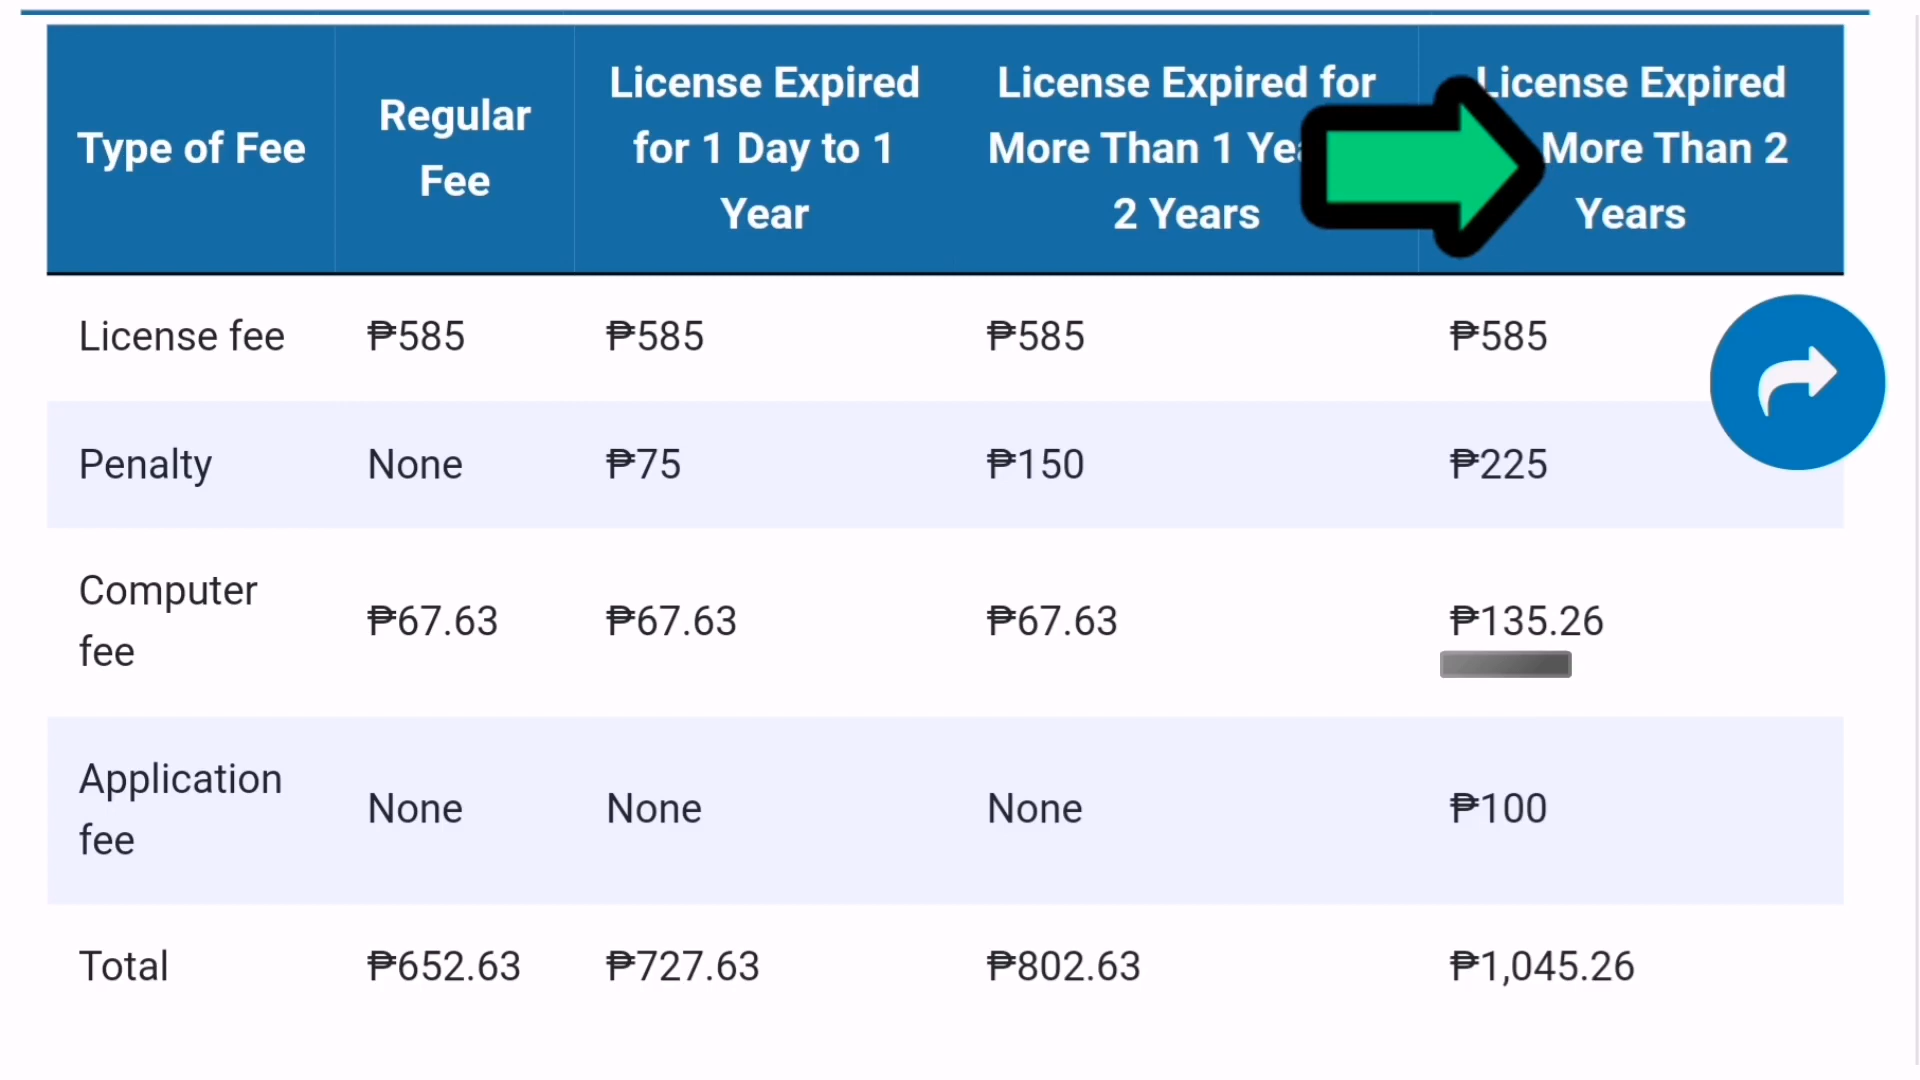 Type of Fee
Regular
Fee
License Expired
for 1 Day to 1
Year
License Expired for
More Than 1
2 Years
License Expired
More Than 2
Years
License fee ₱585 ₱585 ₱585 ₱585
Penalty None ₱75 ₱150 ₱225
Computer
fee
₱67.63 ₱67.63 ₱67.63 ₱135.26
Application
fee
None None None ₱100
Total ₱652.63 ₱727.63 ₱802.63 ₱1,045.26